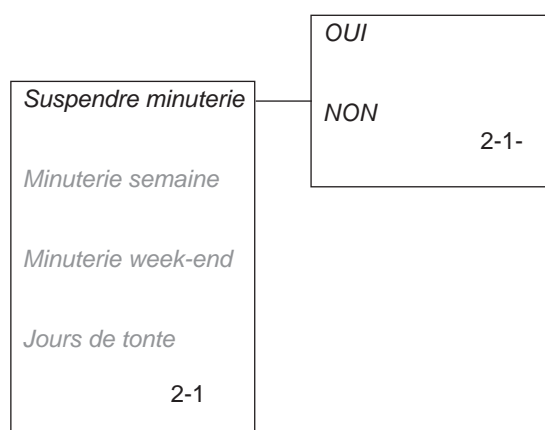 OUI
NON
2-1-
Suspendre minuterie
Minuterie semaine
Minuterie week-end
Jours de tonte
2-1